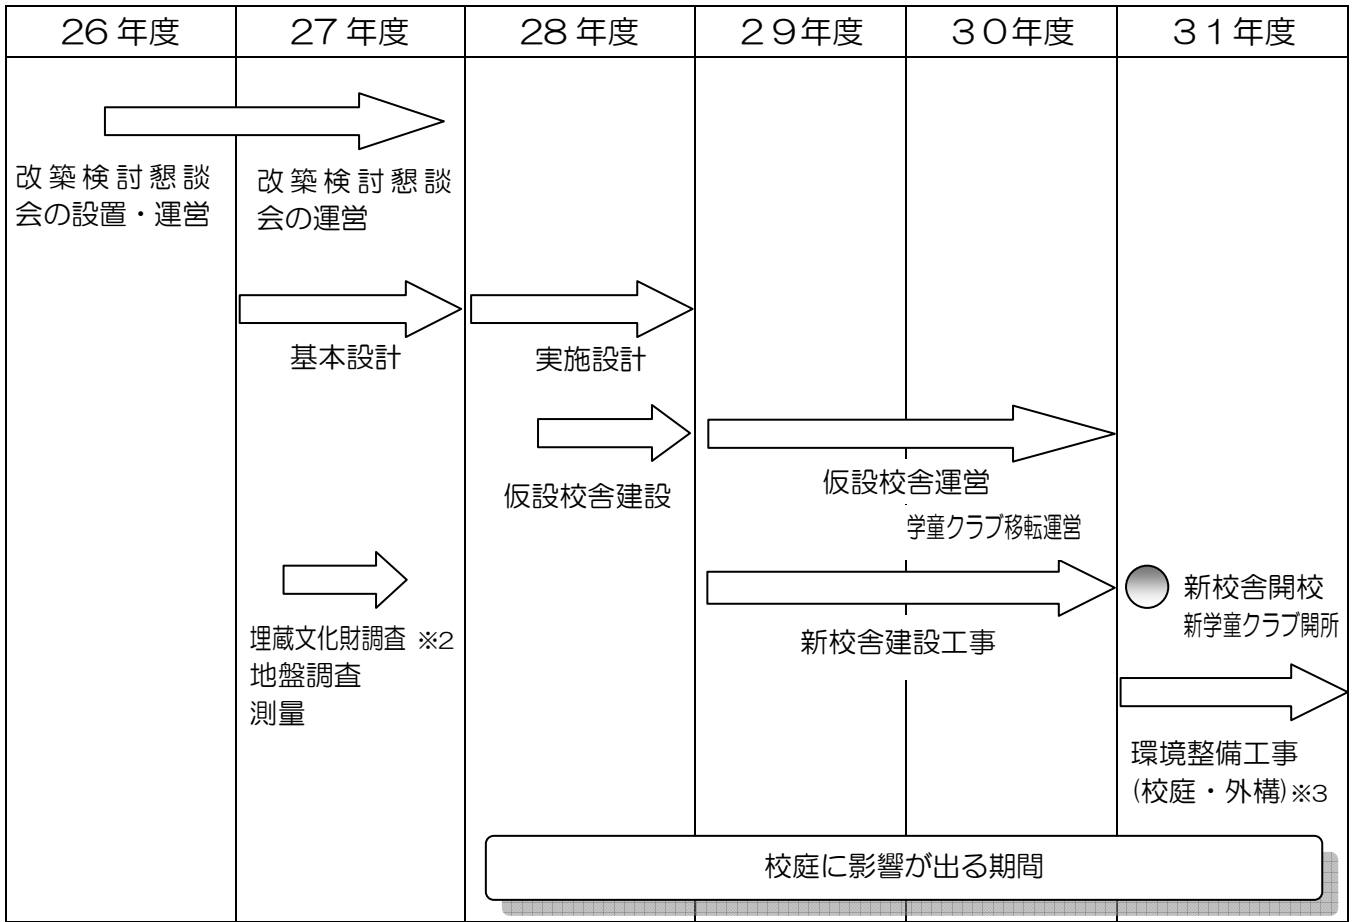 26年度
27年度
28年度
29年度
30年度
31年度
改築検討懇談
会の設置・運営
改築検討懇談
会の運営
基本設計
実施設計
仮設校舎建設
仮設校舎運営
学童クラブ移転運営
埋蔵文化財調査 ※2
地盤調査
測量
新校舎建設工事
新校舎開校
新学童クラブ開所
環境整備工事
(校庭・外構)※3
校庭に影響が出る期間